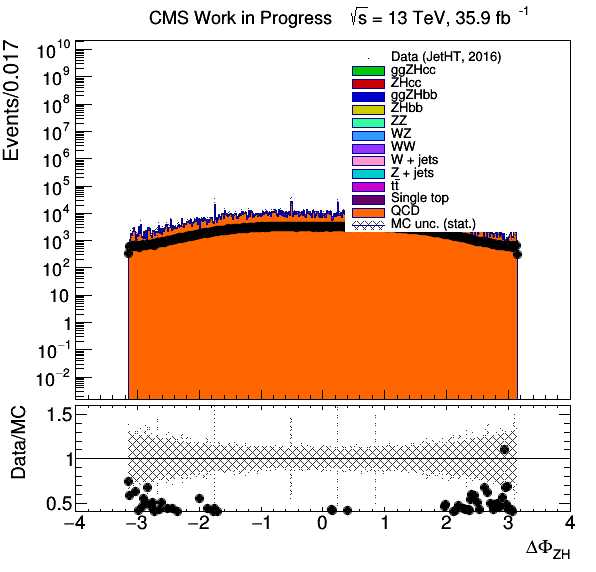 CMS Work in Progress √s = 13 TeV, 35.9 fb⁻¹
Events/0.017
10¹⁰
10⁹
10⁸
10⁷
10⁶
10⁵
10⁴
10³
10²
10
1
10⁻¹
10⁻²
Data (JetHT, 2016)
ggZHcc
ZHcc
ggZHbb
ZHbb
ZZ
WZ
WW
W + jets
Z + jets
tt̄
Single top
QCD
MC unc. (stat.)
Data/MC
1.5
1
0.5
−4 −3 −2 −1 0 1 2 3 4
ΔΦ_ZH